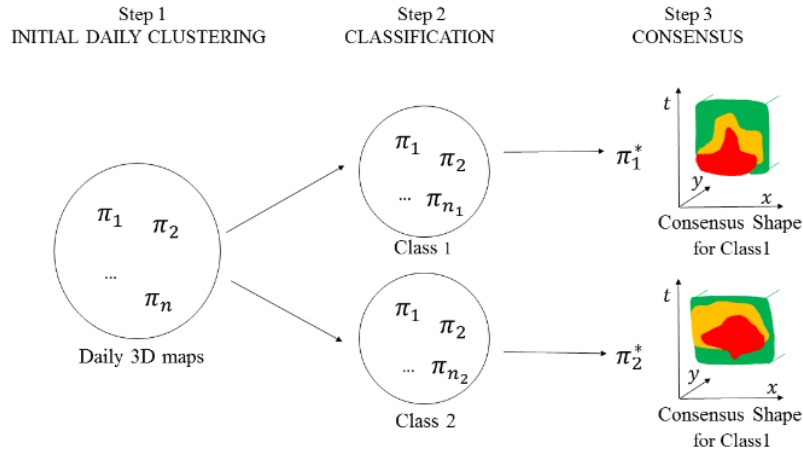 Step 1
INITIAL DAILY CLUSTERING
Step 2
CLASSIFICATION
Step 3
CONSENSUS
π₁ π₂
... πₙ
Daily 3D maps
π₁ π₂
... πₙ₁
Class 1
π₁ π₂
... πₙ₂
Class 2
π₁*
t
y
x
Consensus Shape
for Class1
π₂*
t
y
x
Consensus Shape
for Class1